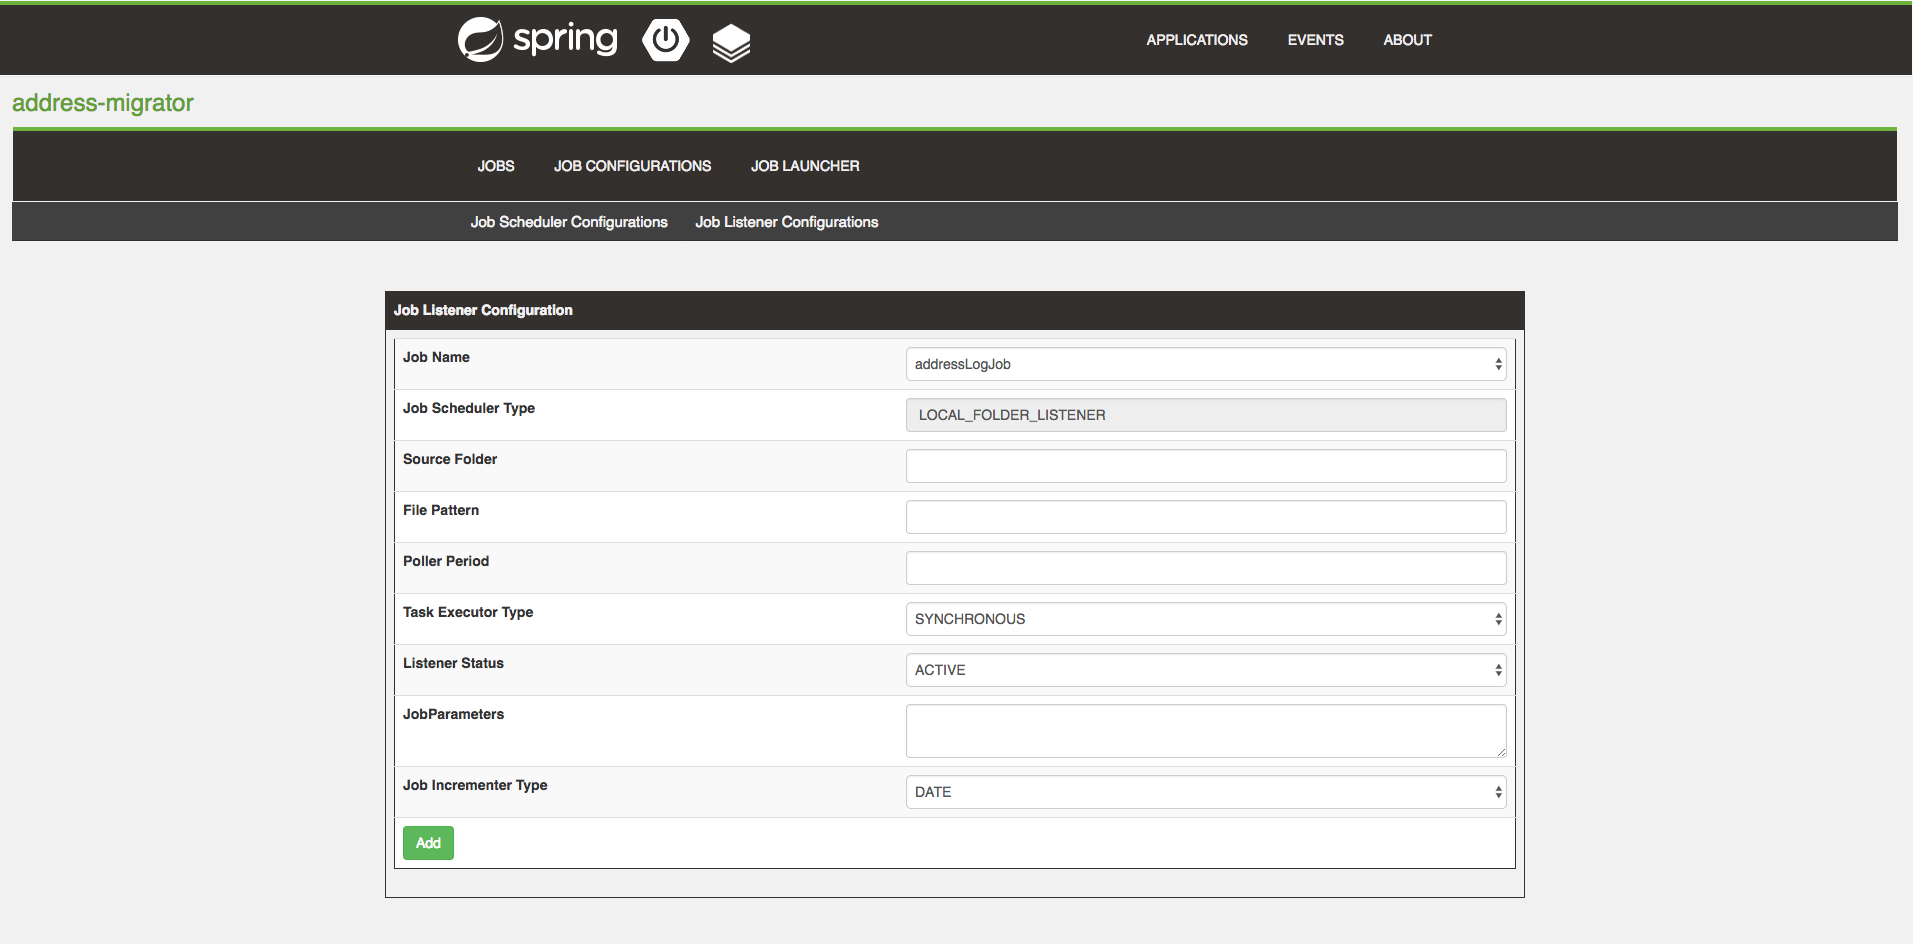 spring
APPLICATIONS EVENTS ABOUT
address-migrator
JOBS JOB CONFIGURATIONS JOB LAUNCHER
Job Scheduler Configurations Job Listener Configurations
Job Listener Configuration
Job Name addressLogJob
Job Scheduler Type LOCAL_FOLDER_LISTENER
Source Folder
File Pattern
Poller Period
Task Executor Type SYNCHRONOUS
Listener Status ACTIVE
JobParameters
Job Incrementer Type DATE
Add